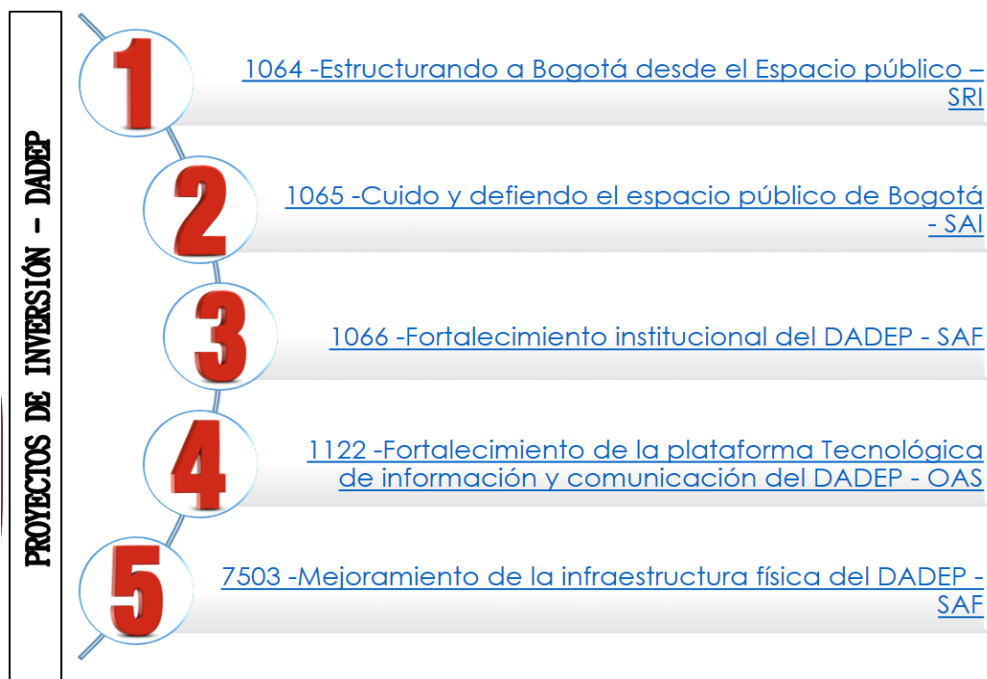 PROYECTOS DE INVERSIÓN - DADEP
1
1064 -Estructurando a Bogotá desde el Espacio público –
SRI
2
1065 -Cuido y defiendo el espacio público de Bogotá
- SAI
3
1066 -Fortalecimiento institucional del DADEP - SAF
4
1122 -Fortalecimiento de la plataforma Tecnológica
de información y comunicación del DADEP - OAS
5
7503 -Mejoramiento de la infraestructura física del DADEP -
SAF